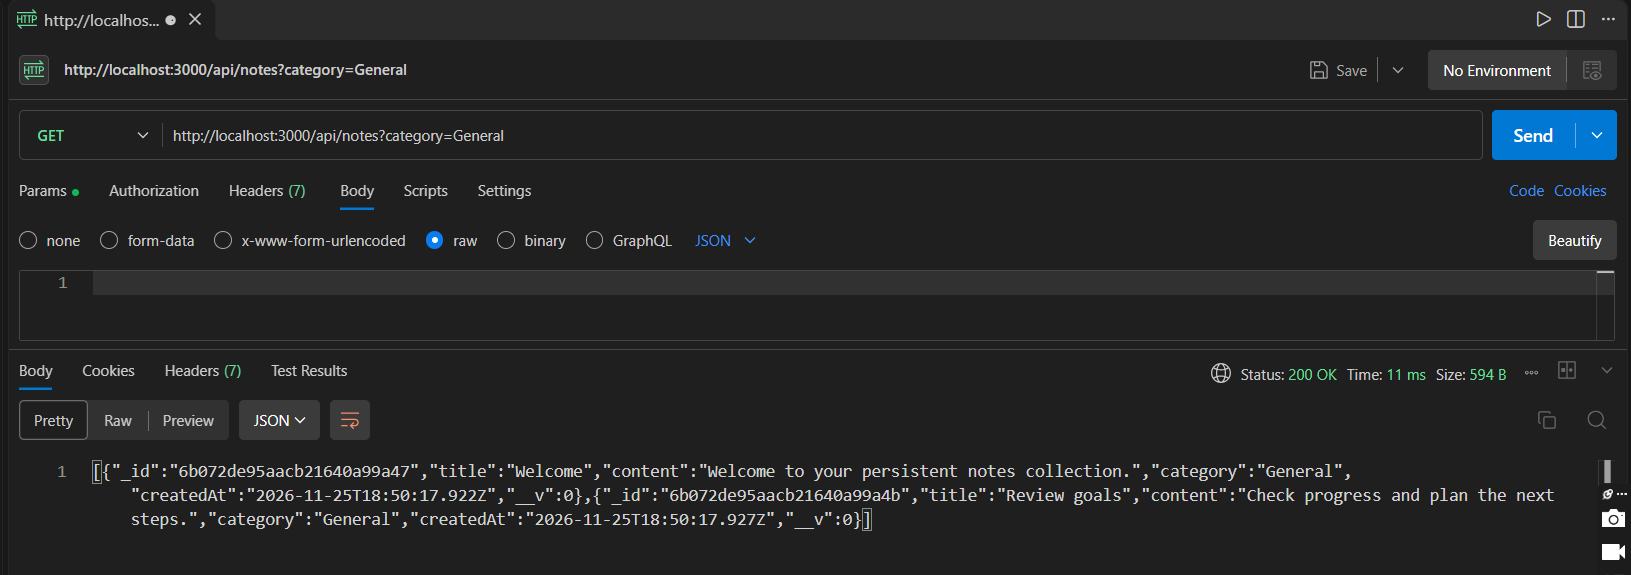 HTTP http://localhos...
HTTP http://localhost:3000/api/notes?category=General Save No Environment
GET http://localhost:3000/api/notes?category=General Send
Params Authorization Headers (7) Body Scripts Settings Code Cookies
none form-data x-www-form-urlencoded raw binary GraphQL JSON Beautify
1
Body Cookies Headers (7) Test Results Status: 200 OK Time: 11 ms Size: 594 B
Pretty Raw Preview JSON
1 [{"_id":"6b072de95aacb21640a99a47","title":"Welcome","content":"Welcome to your persistent notes collection.","category":"General",
"createdAt":"2026-11-25T18:50:17.922Z","__v":0},{"_id":"6b072de95aacb21640a99a4b","title":"Review goals","content":"Check progress and plan the next
steps.","category":"General","createdAt":"2026-11-25T18:50:17.927Z","__v":0}]